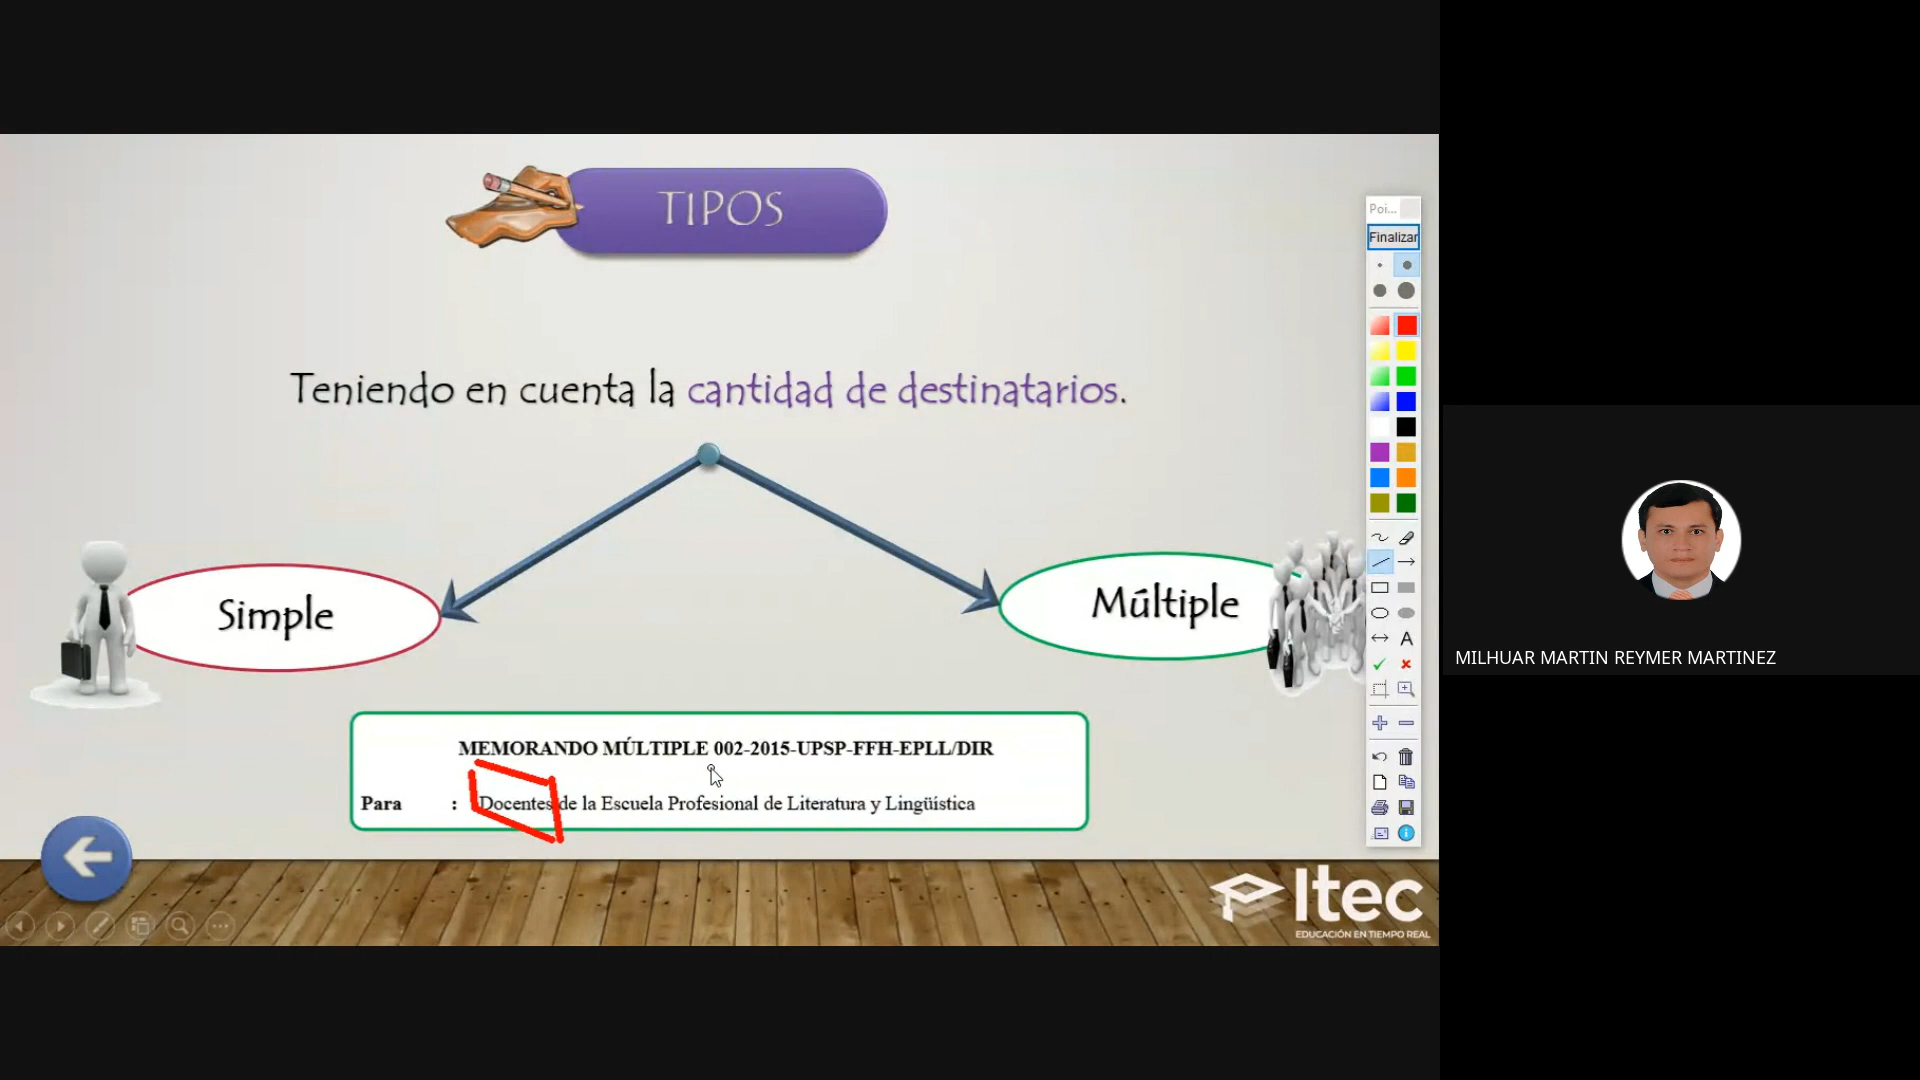 TIPOS
Teniendo en cuenta la cantidad de destinatarios.
Simple
Múltiple
MEMORANDO MÚLTIPLE 002-2015-UPSP-FFH-EPLL/DIR
Para : Docentes de la Escuela Profesional de Literatura y Lingüística
Itec
EDUCACIÓN EN TIEMPO REAL
Poi...
Finalizar
A
MILHUAR MARTIN REYMER MARTINEZ